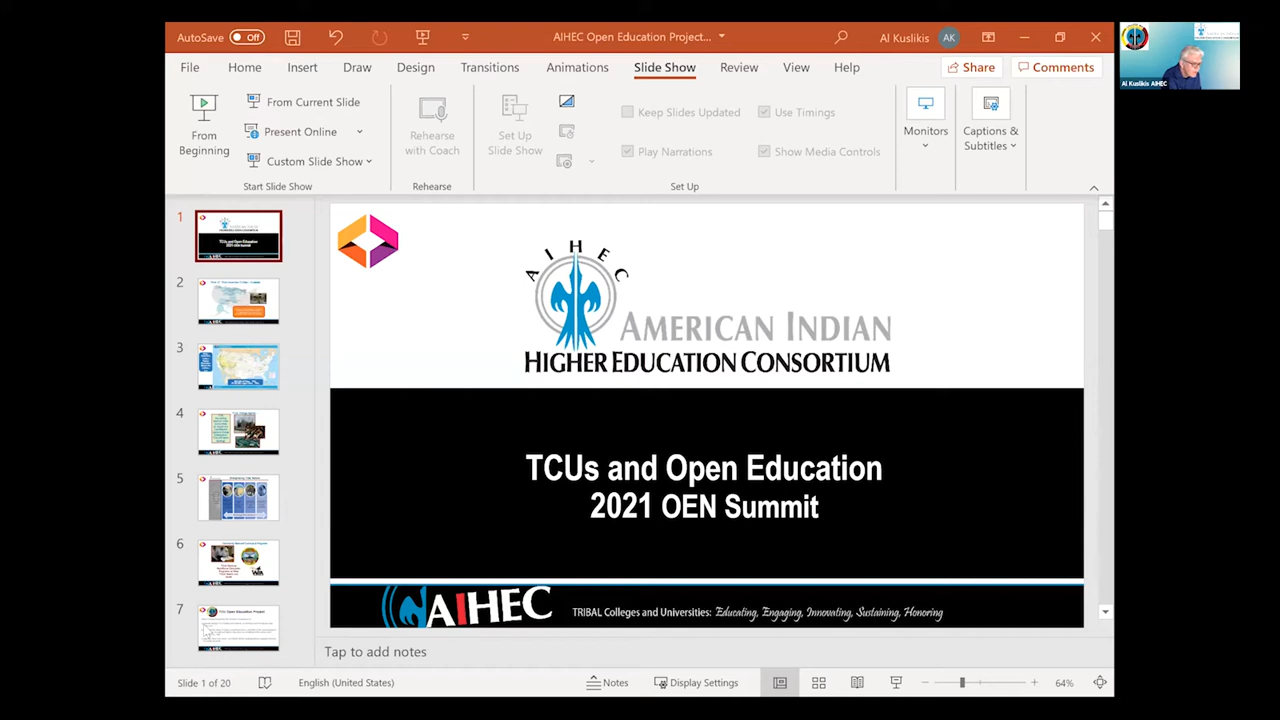 AutoSave Off
AIHEC Open Education Project...
Al Kuslikis AK
File Home Insert Draw Design Transitions Animations Slide Show Review View Help Share Comments
From Beginning
From Current Slide
Present Online
Custom Slide Show
Start Slide Show
Rehearse with Coach
Rehearse
Set Up Slide Show
Keep Slides Updated
Play Narrations
Use Timings
Show Media Controls
Set Up
Monitors
Captions & Subtitles
Al Kuslikis AIHEC
1
2
3
4
5
6
7
TCU Open Education Project
AIHEC
AMERICAN INDIAN
HIGHER EDUCATION CONSORTIUM
TCUs and Open Education
2021 OEN Summit
AIHEC TRIBAL Colleges and Universities: Educating, Engaging, Innovating, Sustaining, Honoring
Tap to add notes
Slide 1 of 20
English (United States)
Notes
Display Settings
64%